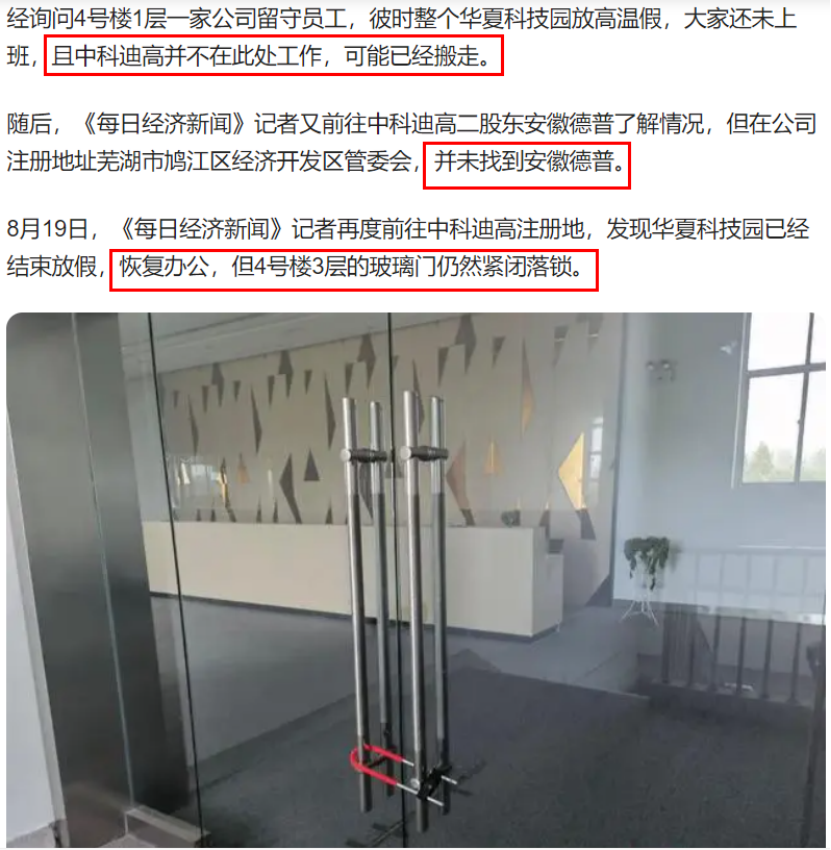 经询问4号楼1层一家公司留守员工，彼时整个华夏科技园放高温假，大家还未上
班，且中科迪高并不在此处工作，可能已经搬走。
随后，《每日经济新闻》记者又前往中科迪高二股东安徽德普了解情况，但在公司
注册地址芜湖市鸠江区经济开发区管委会，并未找到安徽德普。
8月19日，《每日经济新闻》记者再度前往中科迪高注册地，发现华夏科技园已经
结束放假，恢复办公，但4号楼3层的玻璃门仍然紧闭落锁。